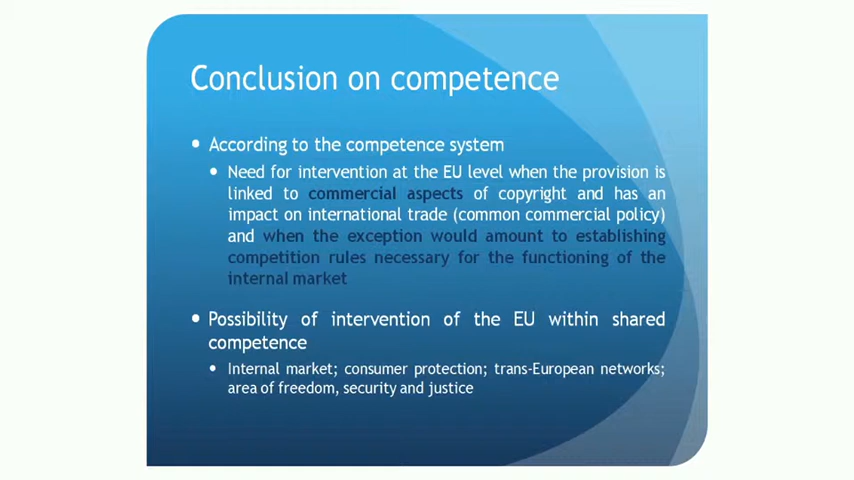 Conclusion on competence
• According to the competence system
• Need for intervention at the EU level when the provision is
linked to commercial aspects of copyright and has an
impact on international trade (common commercial policy)
and when the exception would amount to establishing
competition rules necessary for the functioning of the
internal market
• Possibility of intervention of the EU within shared
competence
• Internal market; consumer protection; trans-European networks;
area of freedom, security and justice